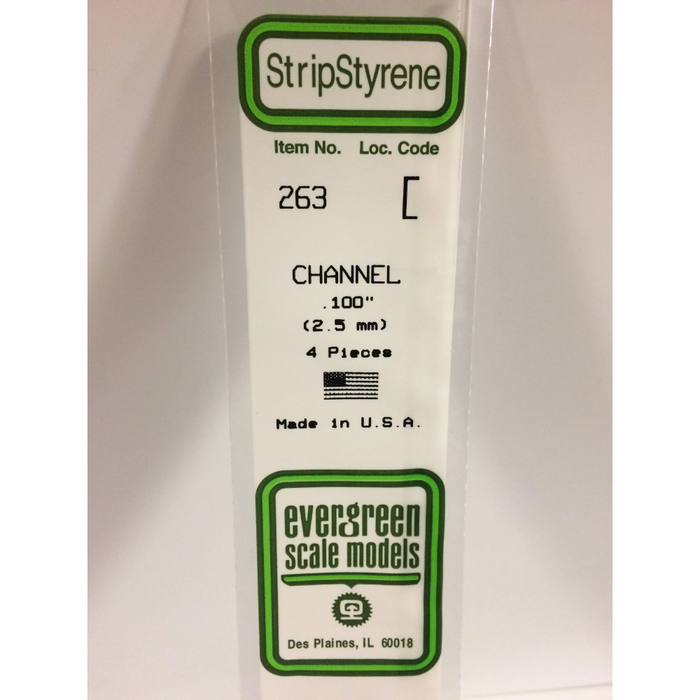 StripStyrene
Item No. Loc. Code
263
CHANNEL
.100"
(2.5 mm)
4 Pieces
Made in U.S.A.
evergreen
scale models
Des Plaines, IL 60018